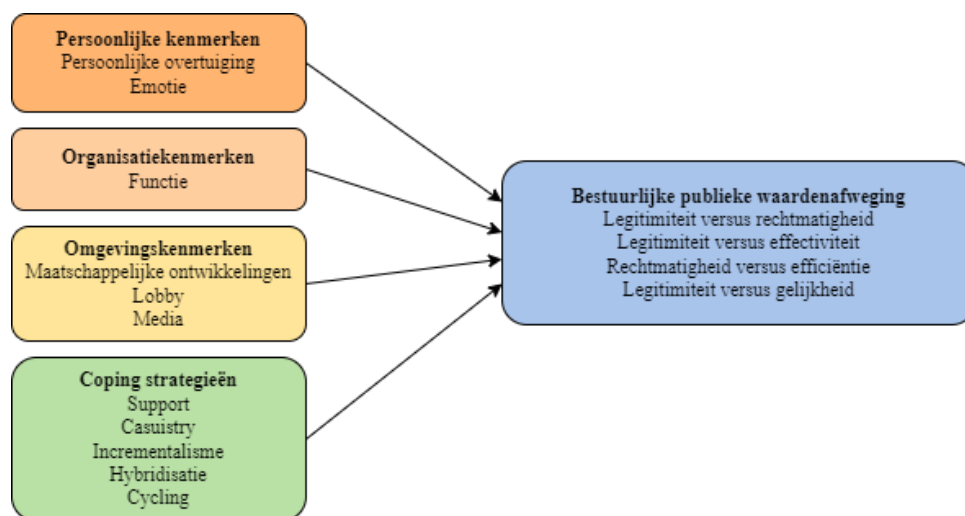 Persoonlijke kenmerken
Persoonlijke overtuiging
Emotie
Organisatiekenmerken
Functie
Omgevingskenmerken
Maatschappelijke ontwikkelingen
Lobby
Media
Coping strategieën
Support
Casuistry
Incrementalisme
Hybridisatie
Cycling
Bestuurlijke publieke waardenafweging
Legitimiteit versus rechtmatigheid
Legitimiteit versus effectiviteit
Rechtmatigheid versus efficiëntie
Legitimiteit versus gelijkheid